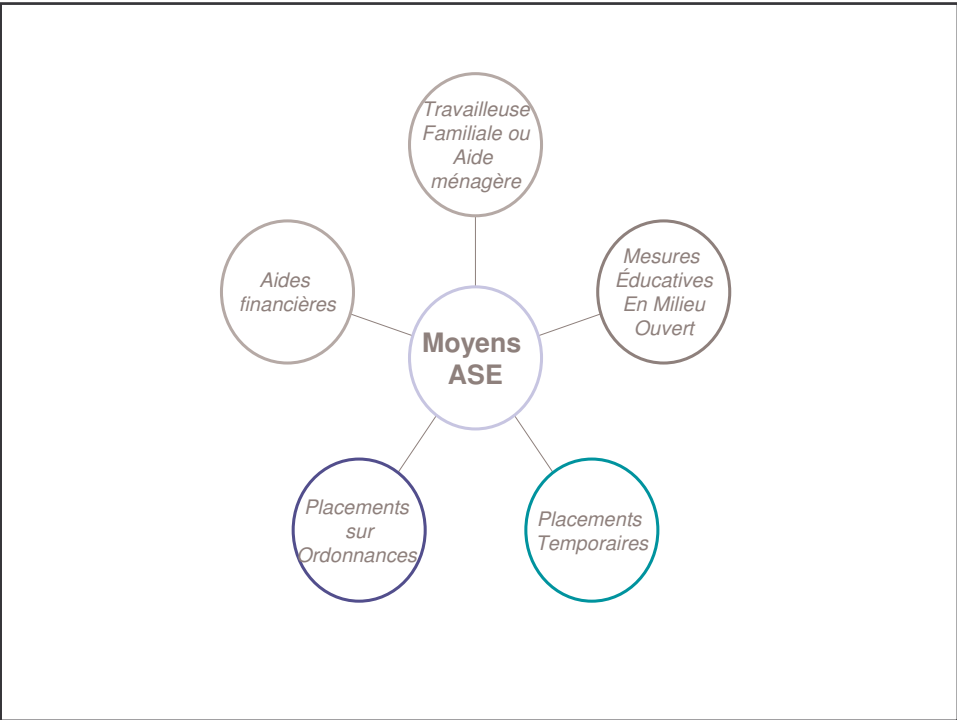 Travailleuse
Familiale ou
Aide
ménagère
Aides
financières
Mesures
Éducatives
En Milieu
Ouvert
Moyens
ASE
Placements
sur
Ordonnances
Placements
Temporaires